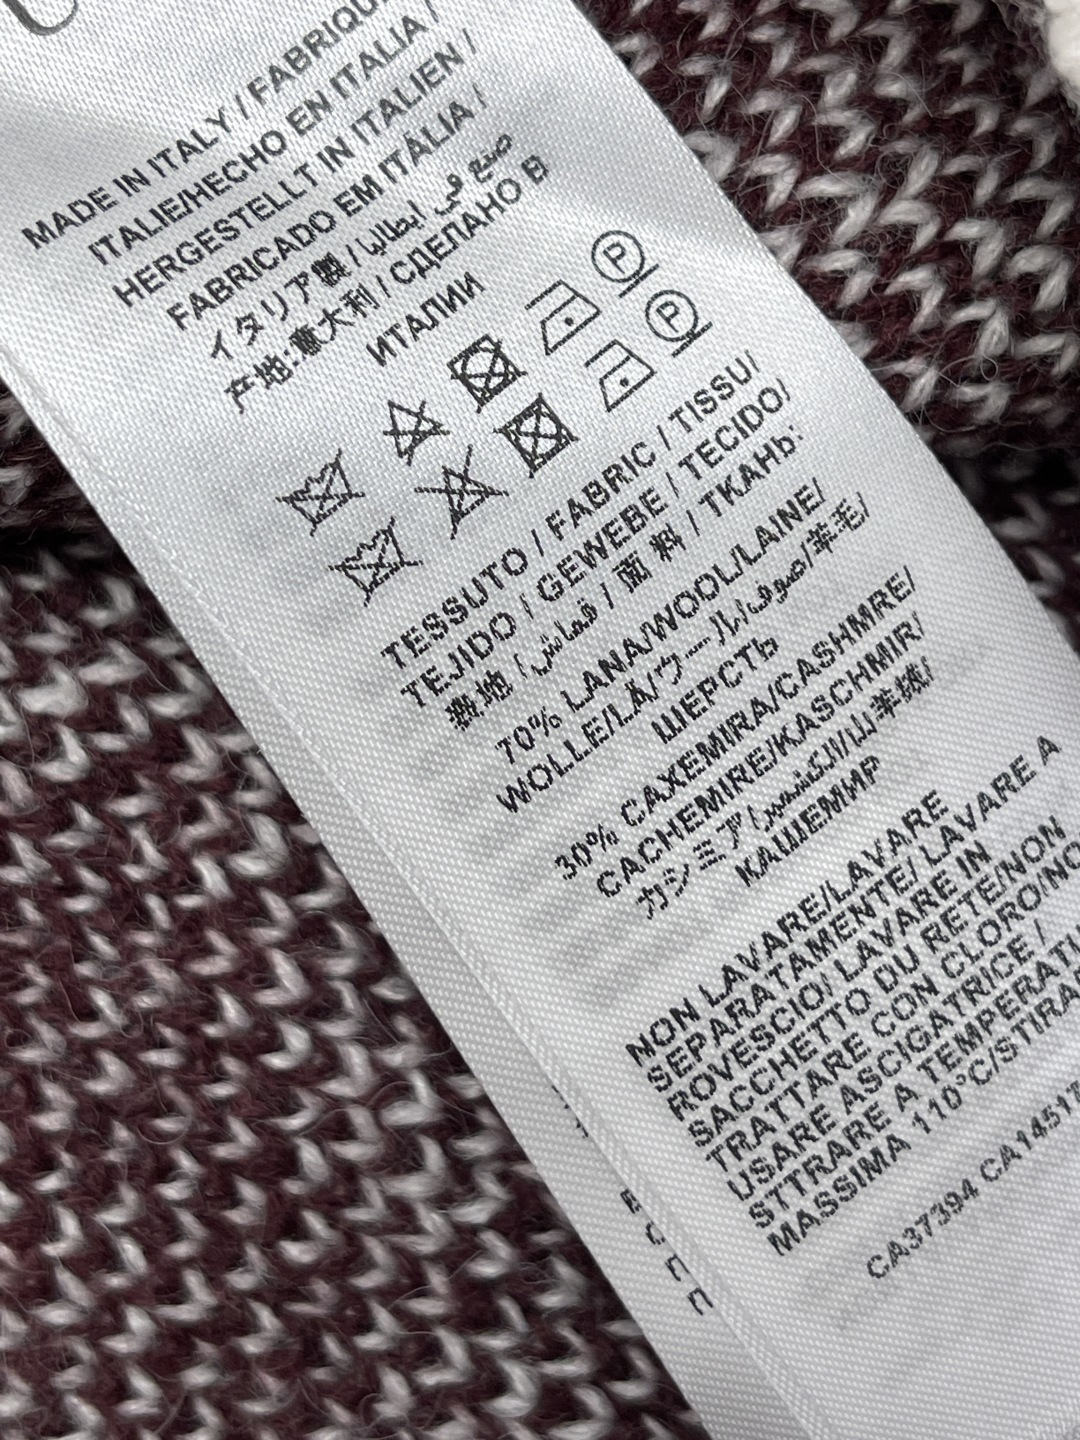 MADE IN ITALY / FABRIQUÉ
ITALIE/HECHO EN ITALIA /
HERGESTELLT IN ITALIEN /
FABRICADO EM ITÁLIA /
イタリア製 / صنع في ايطاليا
产地:意大利 / СДЕЛАНО В
ИТАЛИИ
TESSUTO / FABRIC / TISSU/
TEJIDO / GEWEBE / TECIDO/
熟地 / قماش / 面 料 / ТКАНЬ:
70% LANA/WOOL/LAINE/
WOLLE/LÃ/ウール/صوف/羊毛/
ШЕРСТЬ
30% CAXEMIRA/CASHMRE/
CACHEMIRE/KASCHMIR/
カシミア/الكشمير/山羊绒/
КАШЕМИР
NON LAVARE/LAVARE
SEPARATAMENTE/ LAVARE A
ROVESCIO/ LAVARE IN
SACCHETTO DU RETE/NON
TRATTARE CON CLORO/NO
USARE ASCIGATRICE /
STTRARE A TEMPERATU
MASSIMA 110°C/STIRA
CA37394 CA14517